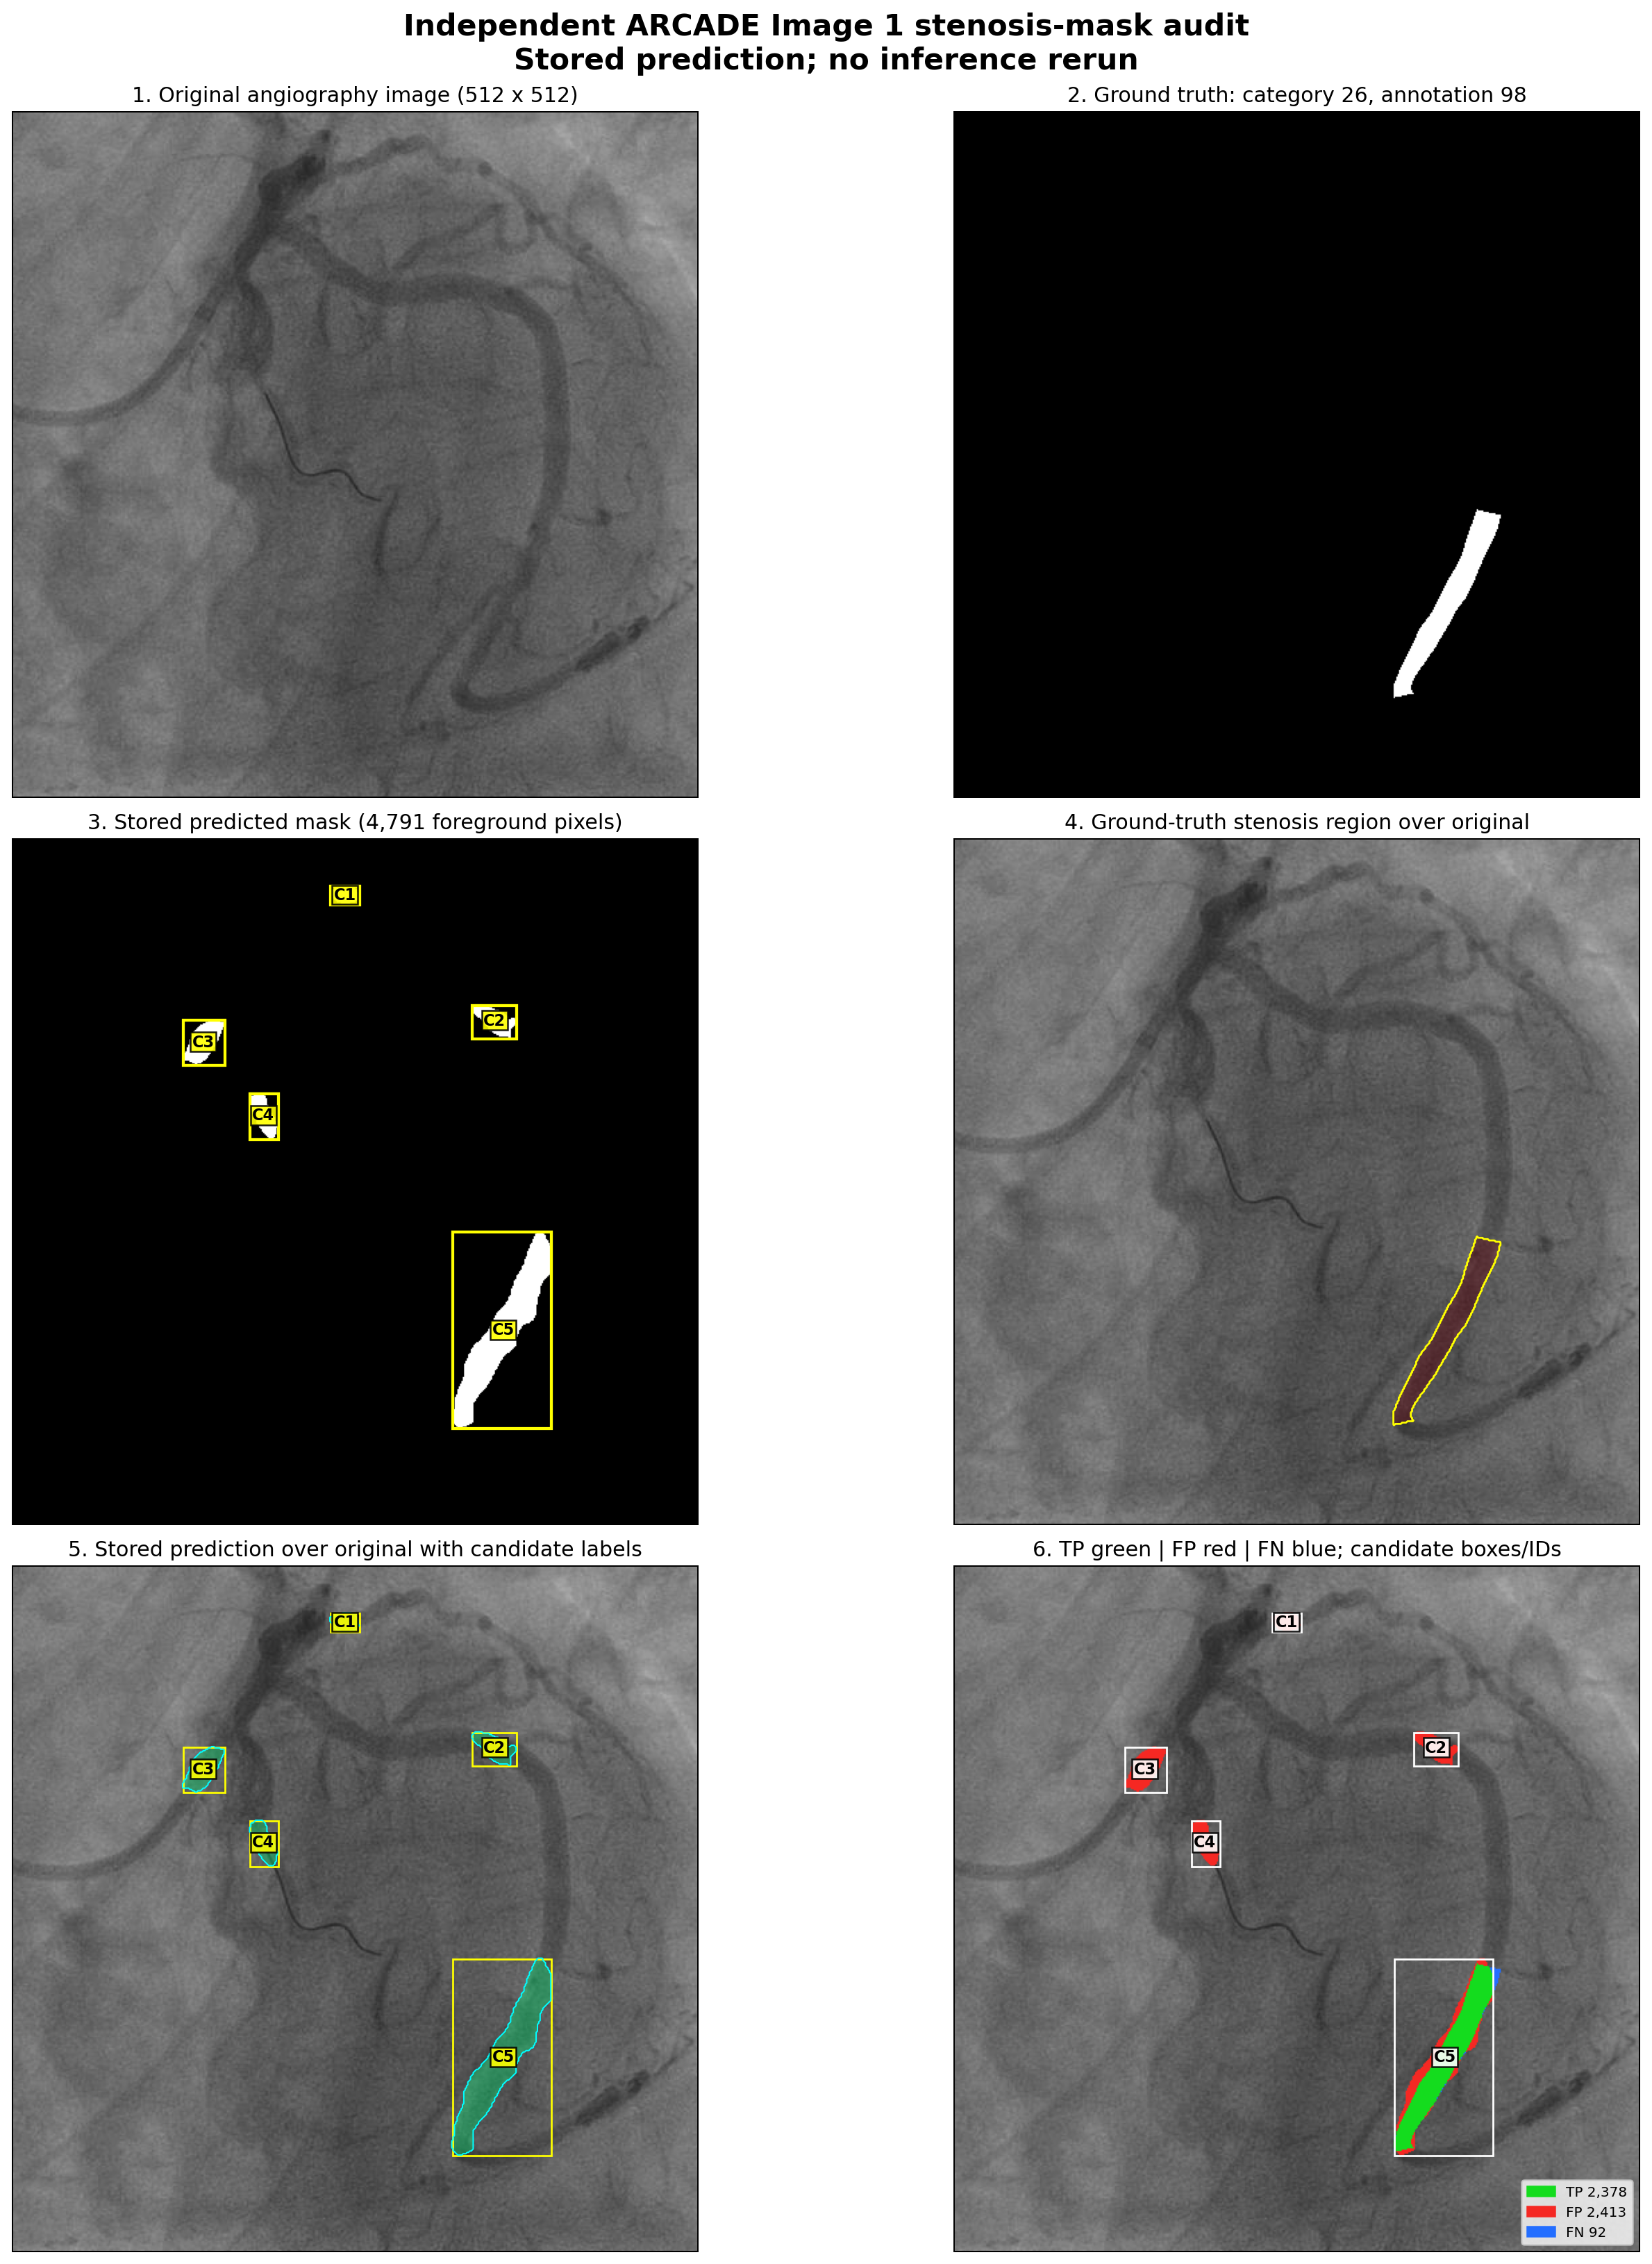 Independent ARCADE Image 1 stenosis-mask audit
Stored prediction; no inference rerun
1. Original angiography image (512 x 512)
2. Ground truth: category 26, annotation 98
3. Stored predicted mask (4,791 foreground pixels)
4. Ground-truth stenosis region over original
C1
C2
C3
C4
C5
5. Stored prediction over original with candidate labels
6. TP green | FP red | FN blue; candidate boxes/IDs
C1
C2
C3
C4
C5
C1
C2
C3
C4
C5
TP 2,378
FP 2,413
FN 92